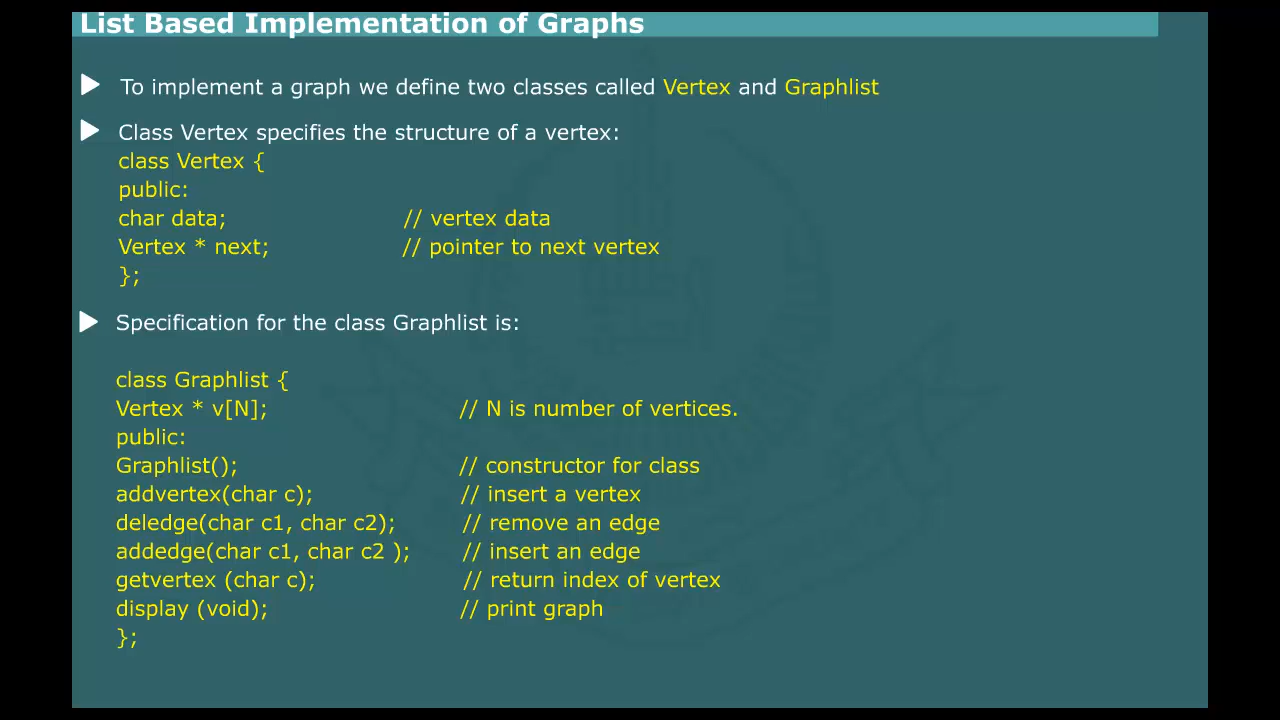 List Based Implementation of Graphs
To implement a graph we define two classes called Vertex and Graphlist
Class Vertex specifies the structure of a vertex:
class Vertex {
public:
char data; // vertex data
Vertex * next; // pointer to next vertex
};
Specification for the class Graphlist is:
class Graphlist {
Vertex * v[N]; // N is number of vertices.
public:
Graphlist(); // constructor for class
addvertex(char c); // insert a vertex
deledge(char c1, char c2); // remove an edge
addedge(char c1, char c2 ); // insert an edge
getvertex (char c); // return index of vertex
display (void); // print graph
};